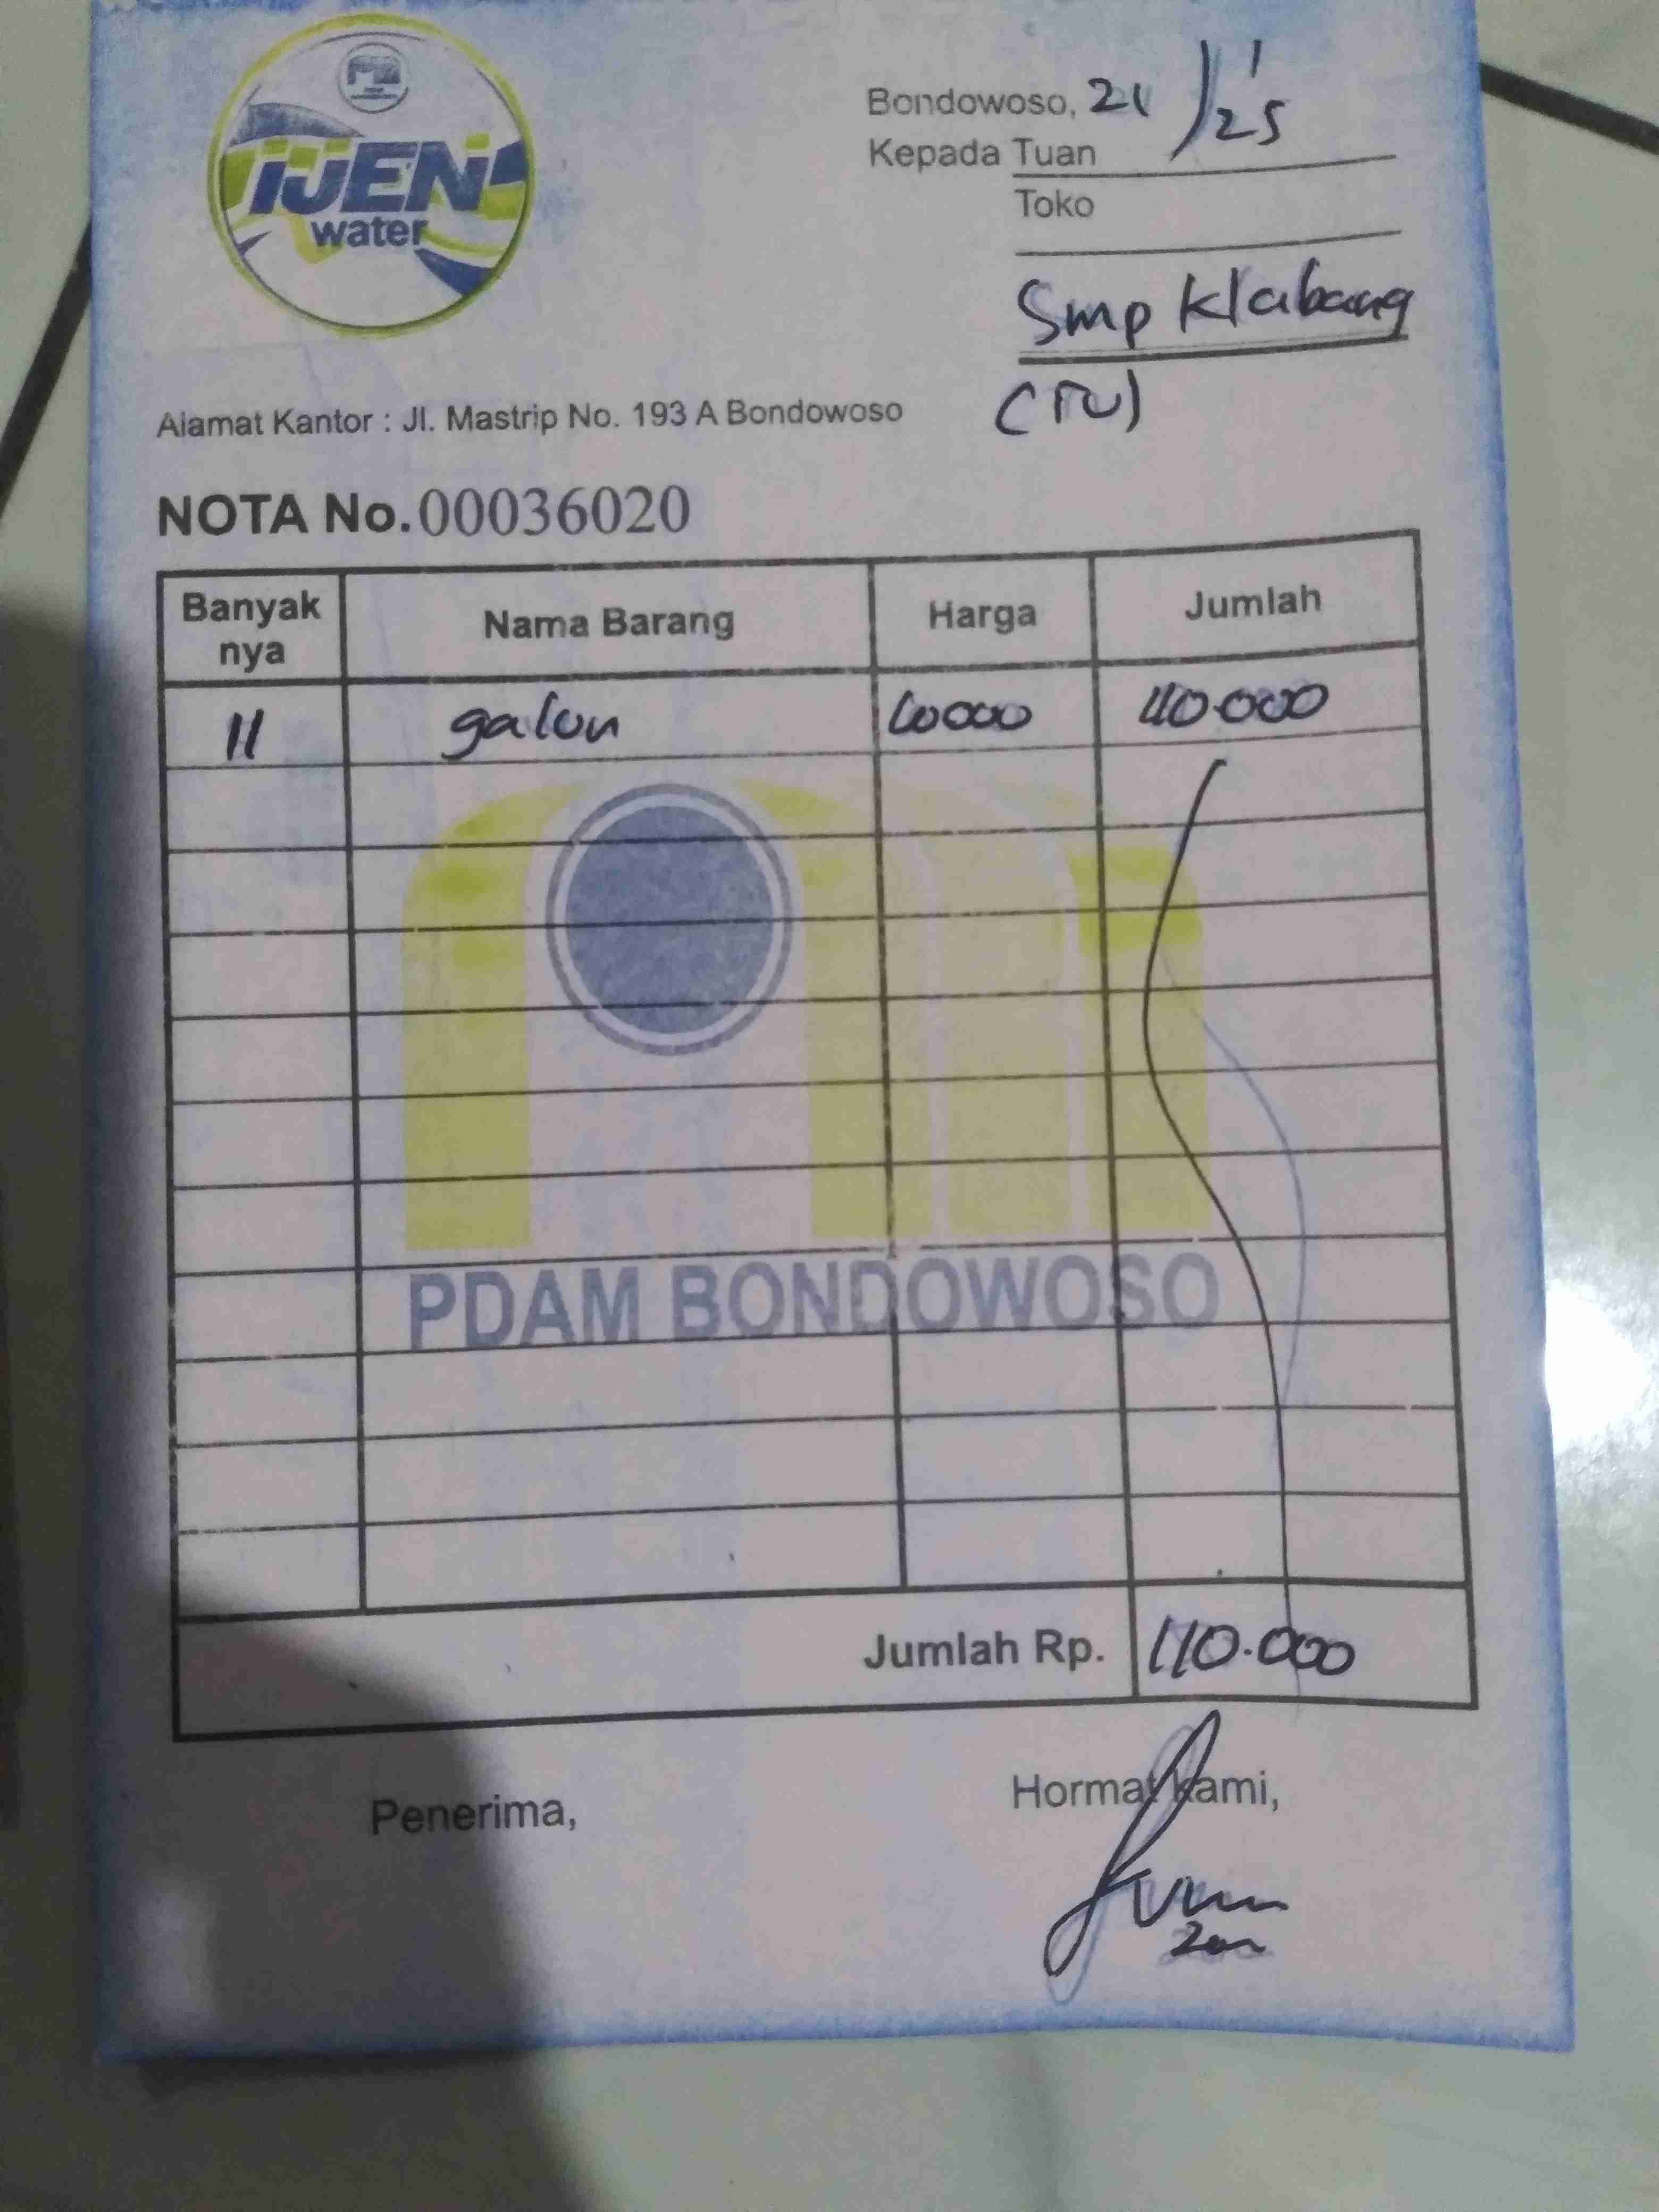 IJEN
water
Bondowoso, 21/1 25
Kepada Tuan
Toko
Smp Klabang
(TU)
Alamat Kantor : Jl. Mastrip No. 193 A Bondowoso
NOTA No. 00036020
Banyak nya Nama Barang Harga Jumlah
11 galon 10000 110.000
PDAM BONDOWOSO
Jumlah Rp. 110.000
Penerima, Hormat kami,